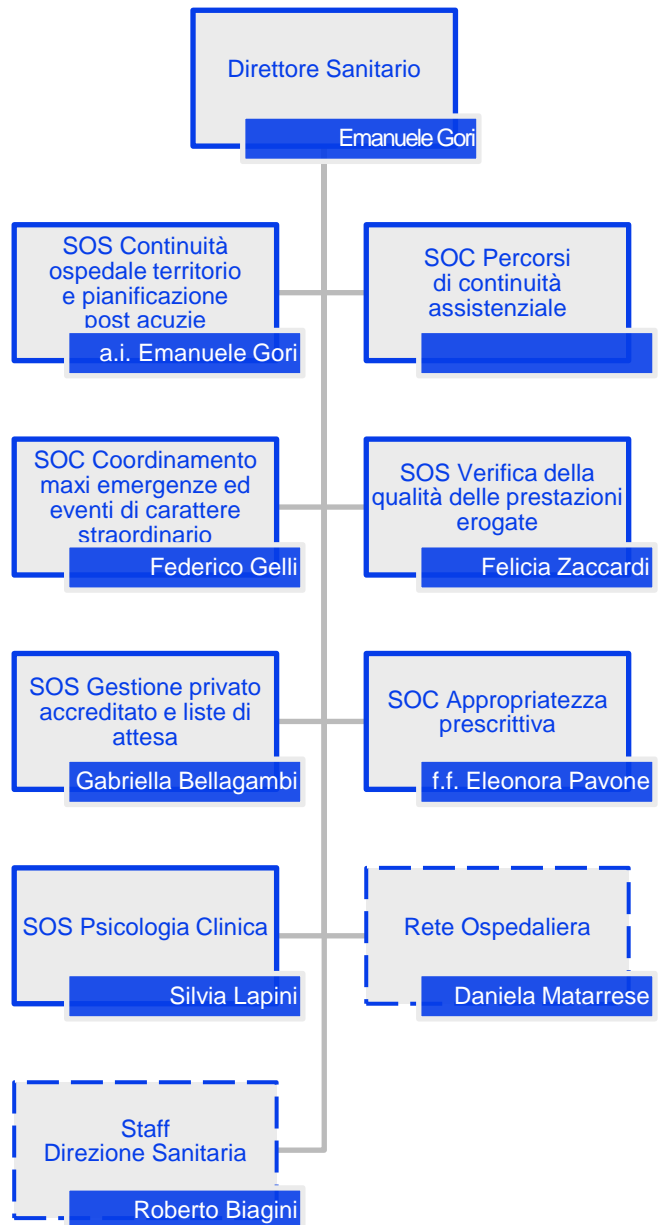 Direttore Sanitario
Emanuele Gori
SOS Continuità
ospedale territorio
e pianificazione
post acuzie
a.i. Emanuele Gori
SOC Percorsi
di continuità
assistenziale
SOC Coordinamento
maxi emergenze ed
eventi di carattere
straordinario
Federico Gelli
SOS Verifica della
qualità delle prestazioni
erogate
Felicia Zaccardi
SOS Gestione privato
accreditato e liste di
attesa
Gabriella Bellagambi
SOC Appropriatezza
prescrittiva
f.f. Eleonora Pavone
SOS Psicologia Clinica
Silvia Lapini
Rete Ospedaliera
Daniela Matarrese
Staff
Direzione Sanitaria
Roberto Biagini